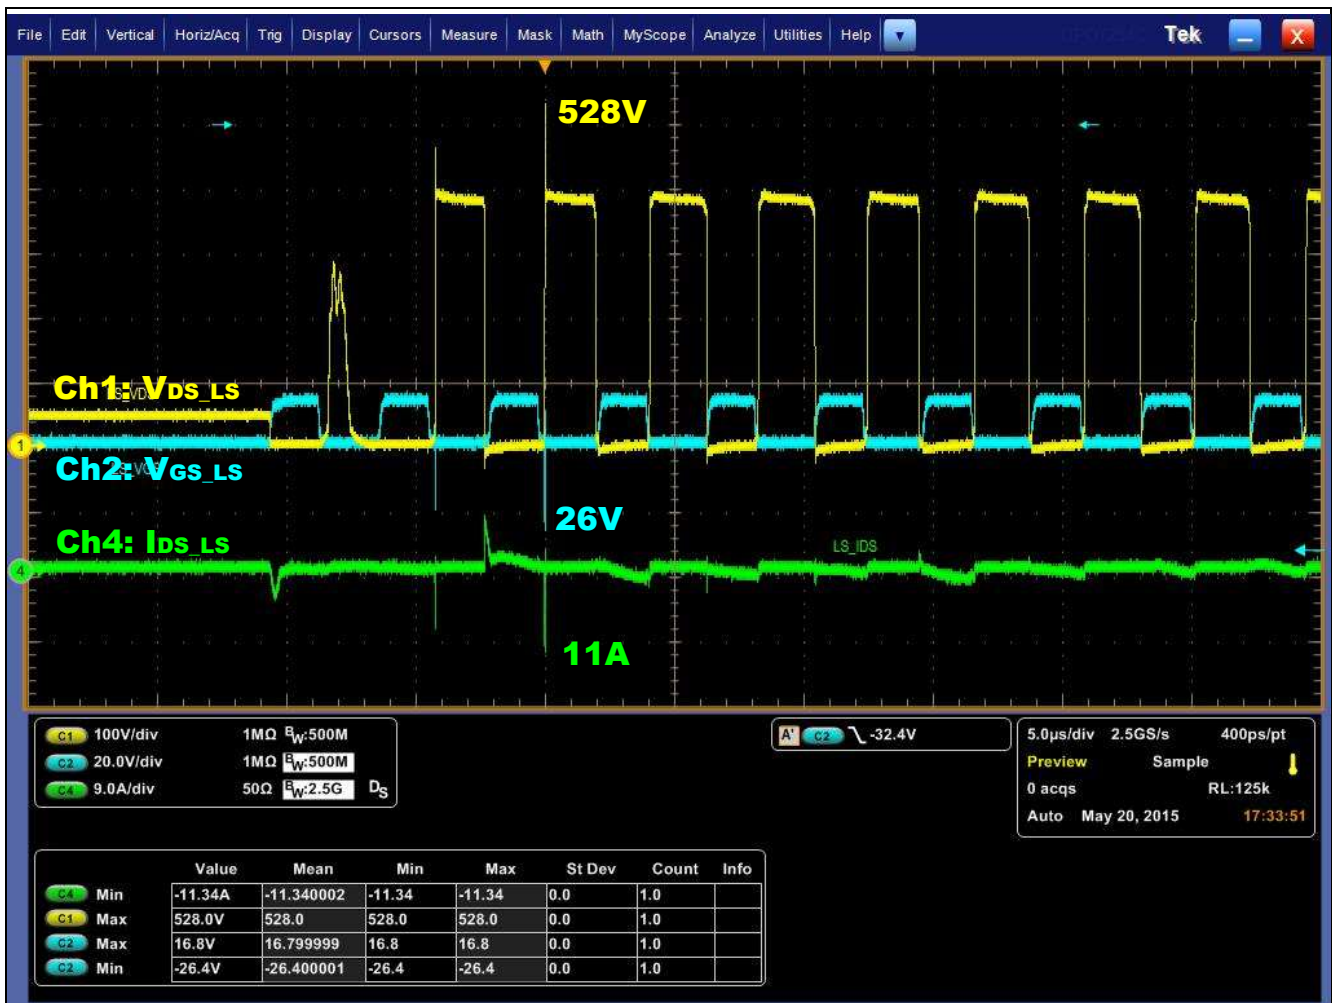 File Edit Vertical Horiz/Acq Trig Display Cursors Measure Mask Math MyScope Analyze Utilities Help Tek X
528V
Ch1: VDS_LS
1
Ch2: VGS_LS
26V
Ch4: IDS_LS
LS_IDS
4
11A
C1 100V/div 1MΩ BW:500M
C2 20.0V/div 1MΩ BW:500M
C4 9.0A/div 50Ω BW:2.5G DS
A' C2 -32.4V
5.0µs/div 2.5GS/s 400ps/pt
Preview Sample
0 acqs RL:125k
Auto May 20, 2015 17:33:51
Value Mean Min Max St Dev Count Info
C4 Min -11.34A -11.340002 -11.34 -11.34 0.0 1.0
C1 Max 528.0V 528.0 528.0 528.0 0.0 1.0
C2 Max 16.8V 16.799999 16.8 16.8 0.0 1.0
C2 Min -26.4V -26.400001 -26.4 -26.4 0.0 1.0